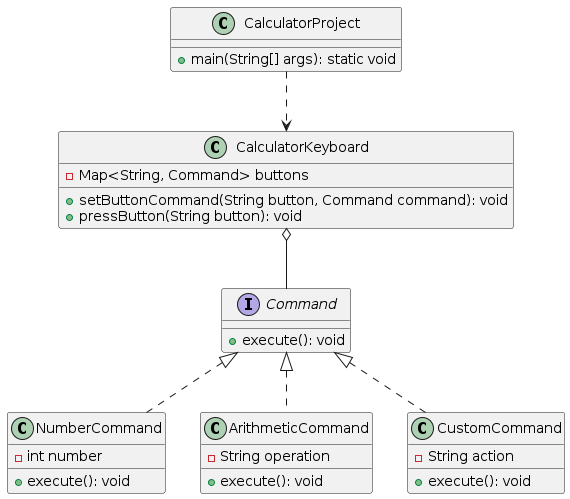 C CalculatorProject
main(String[] args): static void
C CalculatorKeyboard
Map<String, Command> buttons
setButtonCommand(String button, Command command): void
pressButton(String button): void
I Command
execute(): void
C NumberCommand
int number
execute(): void
C ArithmeticCommand
String operation
execute(): void
C CustomCommand
String action
execute(): void